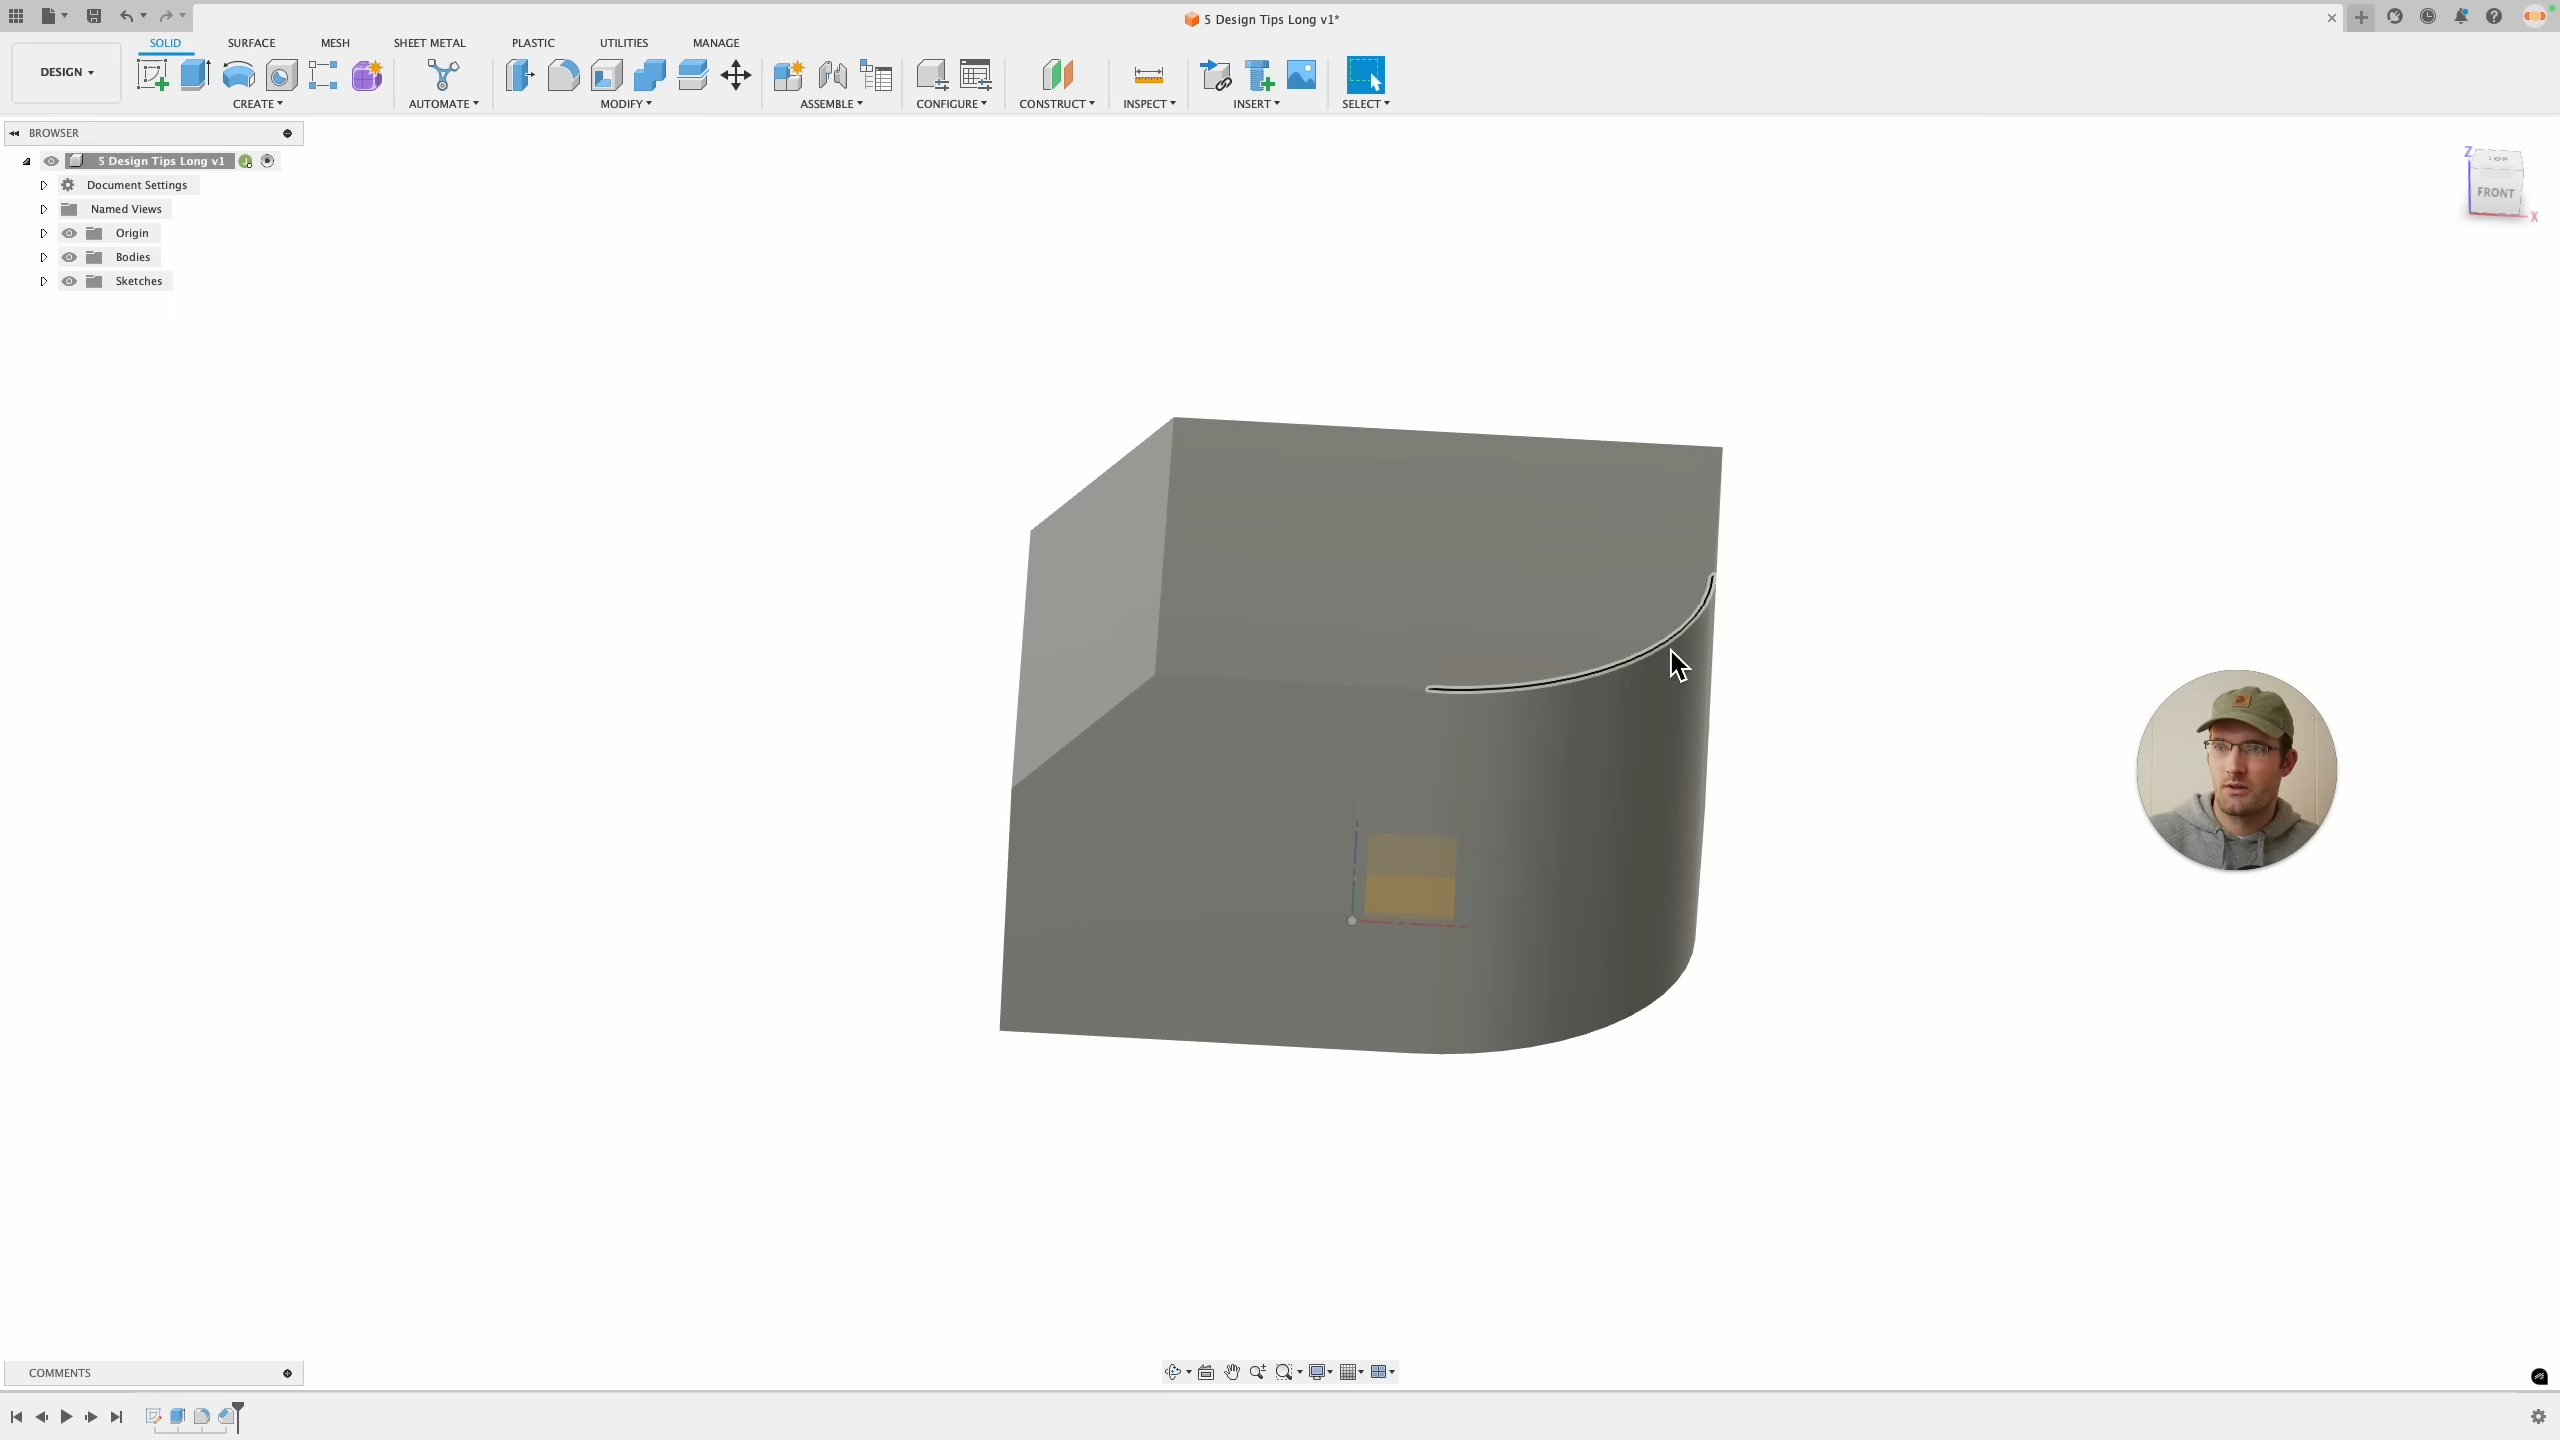 5 Design Tips Long v1*
SOLID SURFACE MESH SHEET METAL PLASTIC UTILITIES MANAGE
DESIGN
CREATE AUTOMATE MODIFY ASSEMBLE CONFIGURE CONSTRUCT INSPECT INSERT SELECT
BROWSER
5 Design Tips Long v1
Document Settings
Named Views
Origin
Bodies
Sketches
Z
TOP
FRONT
X
COMMENTS